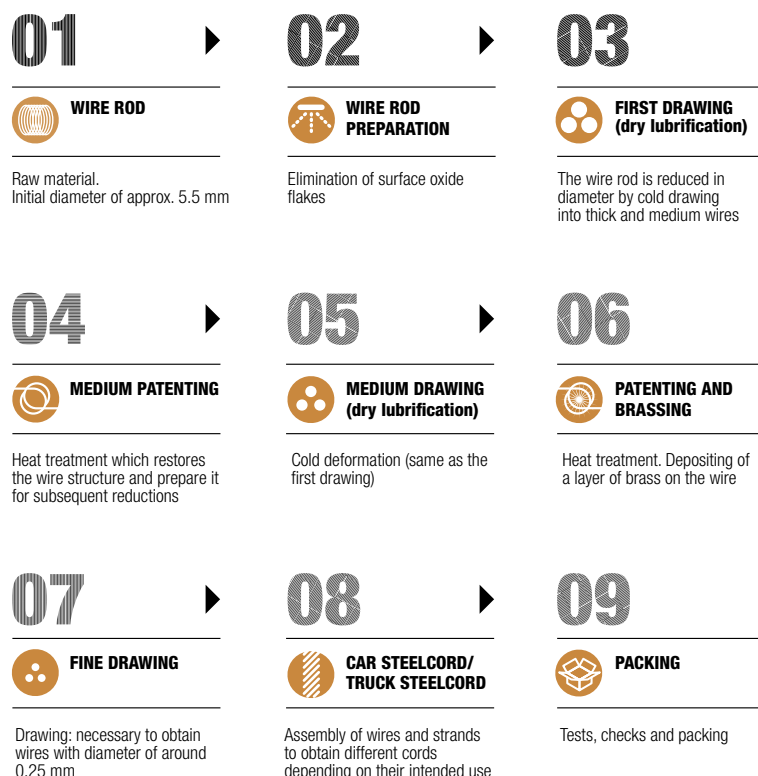 01
WIRE ROD
Raw material.
Initial diameter of approx. 5.5 mm
02
WIRE ROD
PREPARATION
Elimination of surface oxide
flakes
03
FIRST DRAWING
(dry lubrification)
The wire rod is reduced in
diameter by cold drawing
into thick and medium wires
04
MEDIUM PATENTING
Heat treatment which restores
the wire structure and prepare it
for subsequent reductions
05
MEDIUM DRAWING
(dry lubrification)
Cold deformation (same as the
first drawing)
06
PATENTING AND
BRASSING
Heat treatment. Depositing of
a layer of brass on the wire
07
FINE DRAWING
Drawing: necessary to obtain
wires with diameter of around
0.25 mm
08
CAR STEELCORD/
TRUCK STEELCORD
Assembly of wires and strands
to obtain different cords
depending on their intended use
09
PACKING
Tests, checks and packing